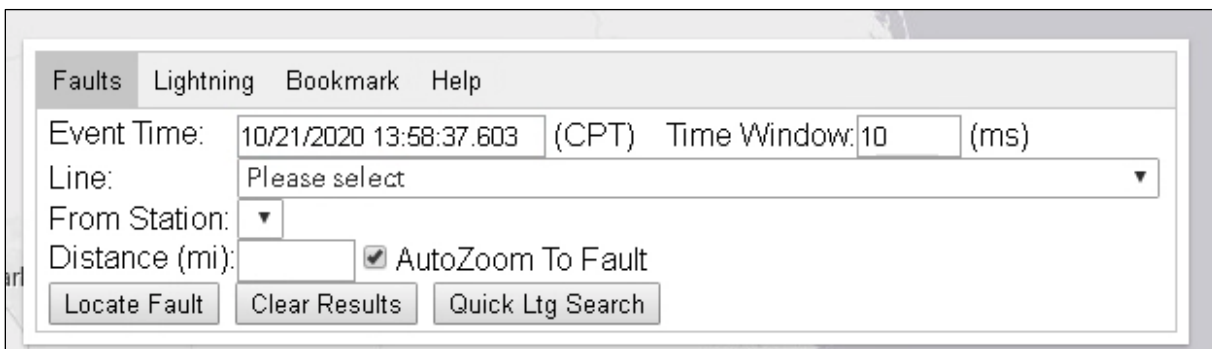 Faults Lightning Bookmark Help
Event Time: 10/21/2020 13:58:37.603 (CPT) Time Window: 10 (ms)
Line: Please select
From Station:
Distance (mi): AutoZoom To Fault
Locate Fault Clear Results Quick Ltg Search